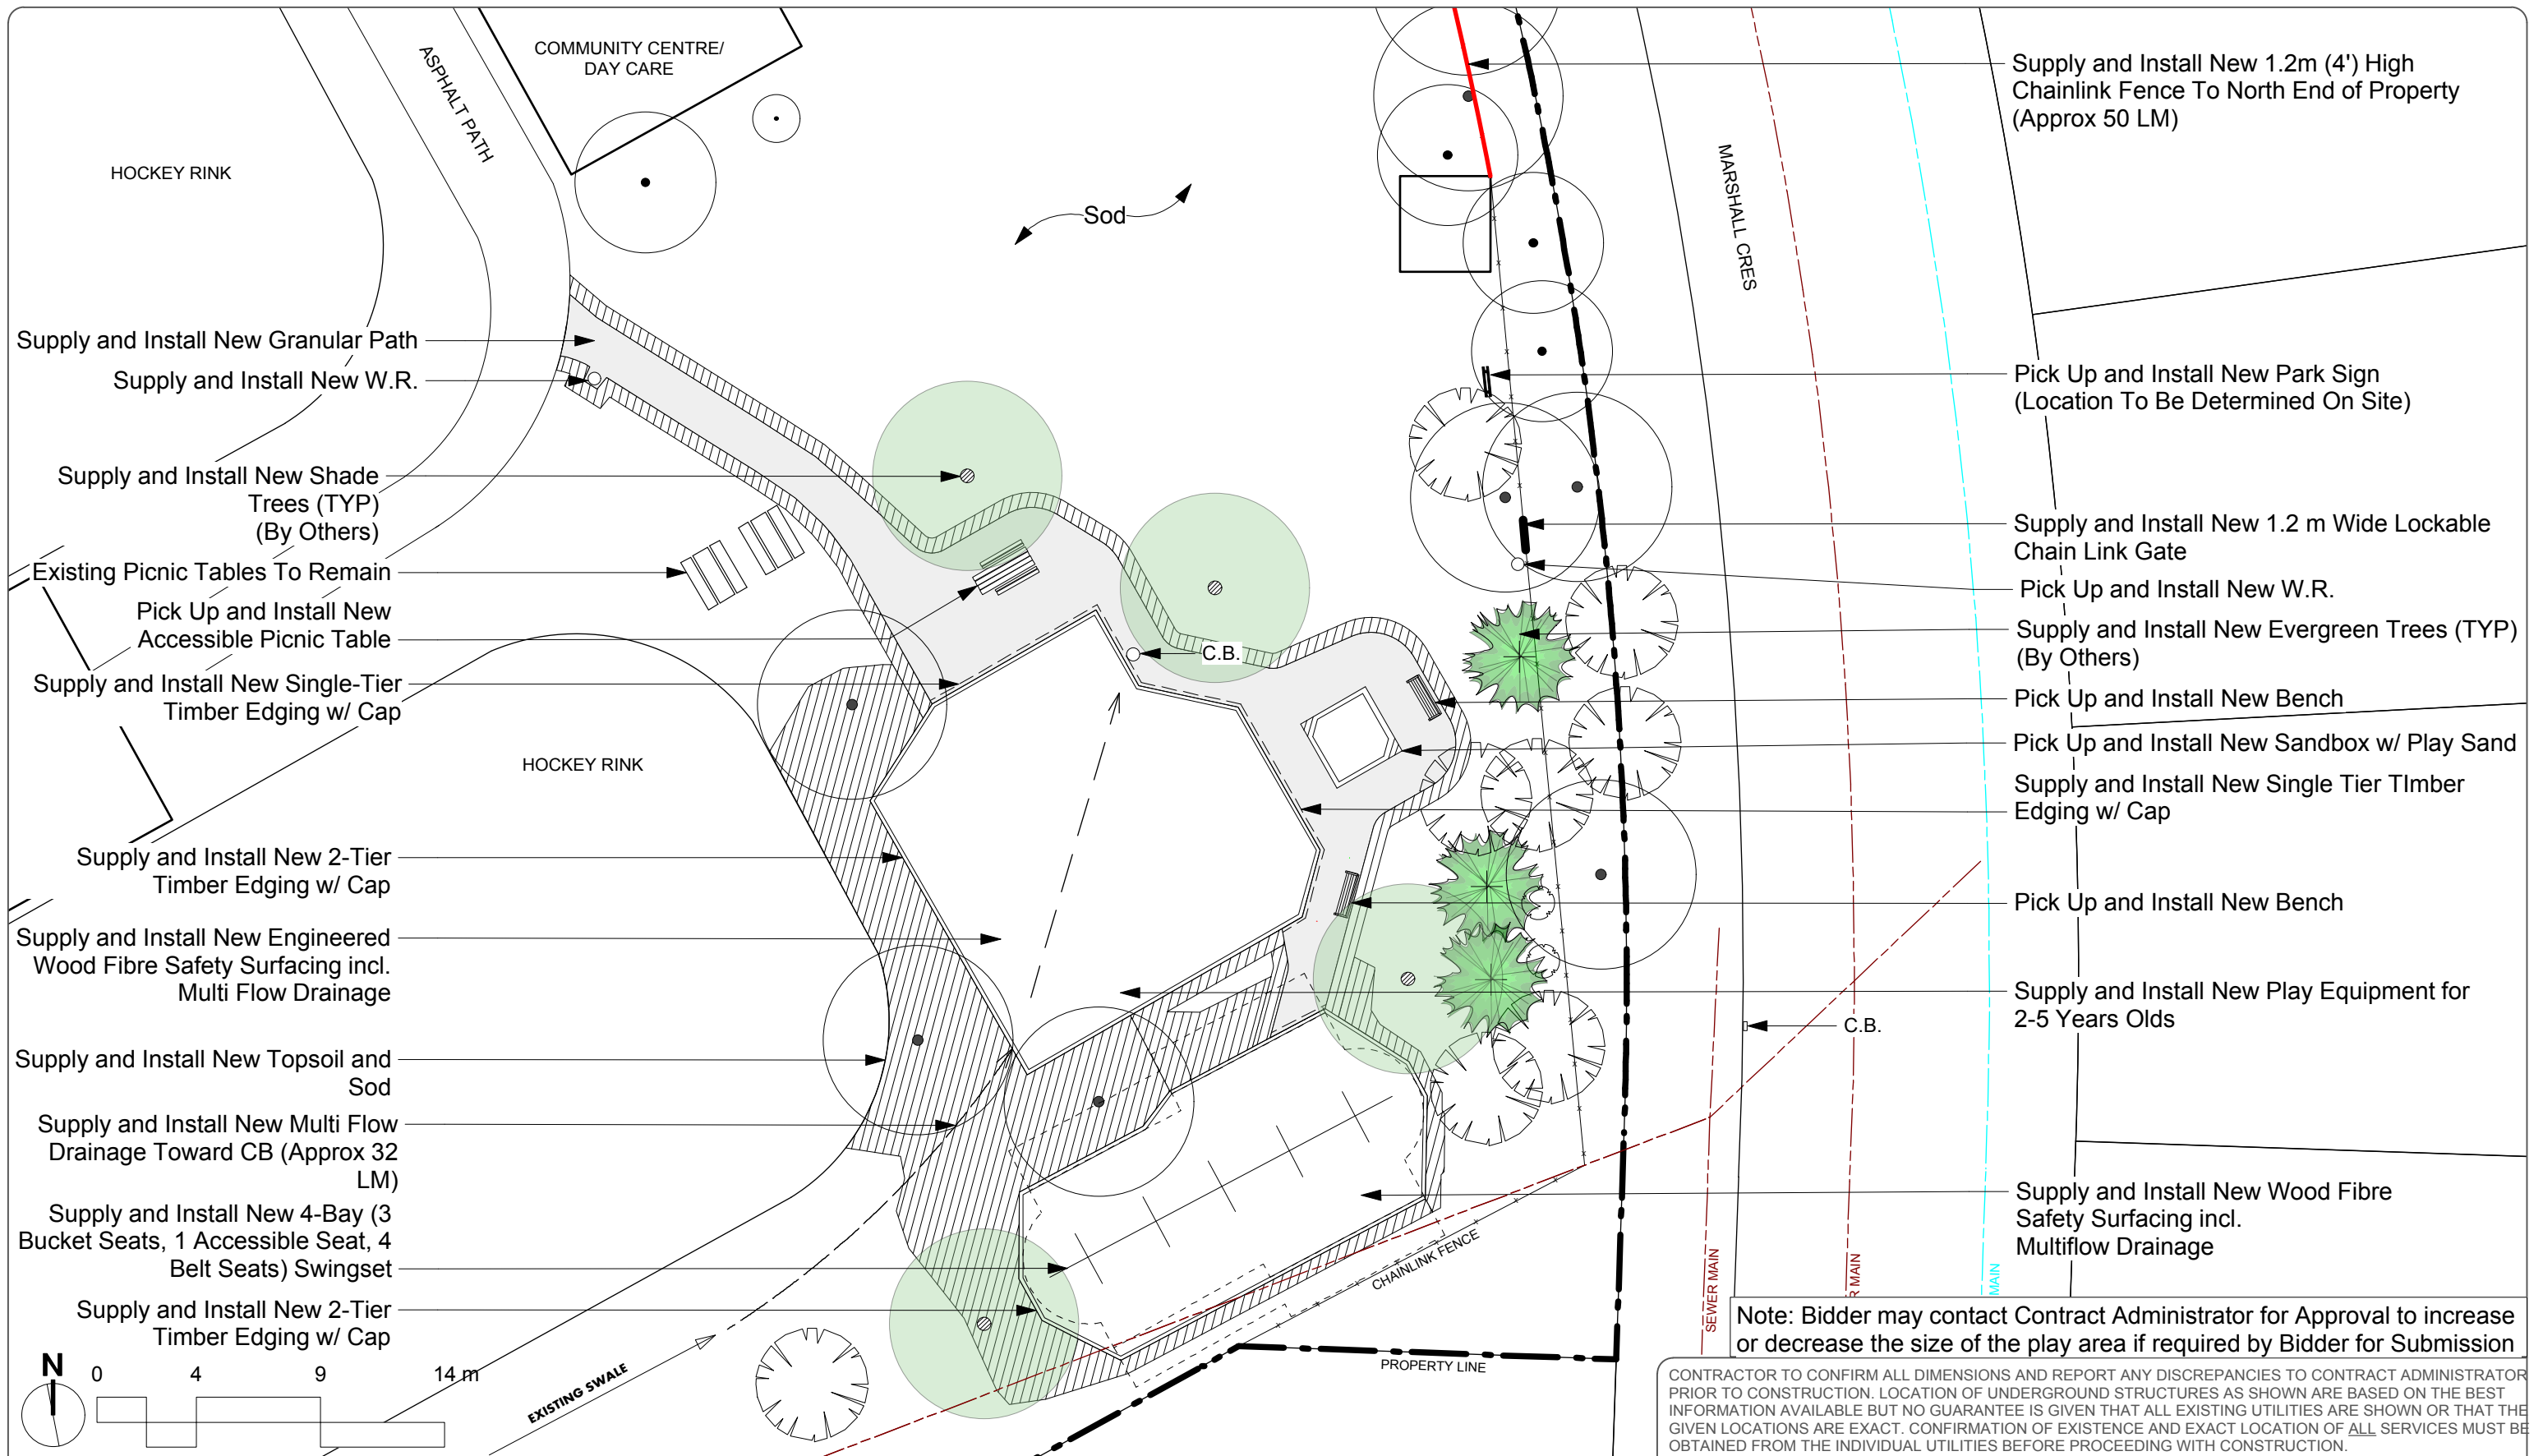 COMMUNITY CENTRE/
DAY CARE
ASPHALT PATH
HOCKEY RINK
Sod
MARSHALL CRES
Supply and Install New 1.2m (4') High
Chainlink Fence To North End of Property
(Approx 50 LM)
Supply and Install New Granular Path
Supply and Install New W.R.
Supply and Install New Shade
Trees (TYP)
(By Others)
Existing Picnic Tables To Remain
Pick Up and Install New
Accessible Picnic Table
Supply and Install New Single-Tier
Timber Edging w/ Cap
HOCKEY RINK
Supply and Install New 2-Tier
Timber Edging w/ Cap
Supply and Install New Engineered
Wood Fibre Safety Surfacing incl.
Multi Flow Drainage
Supply and Install New Topsoil and
Sod
Supply and Install New Multi Flow
Drainage Toward CB (Approx 32
LM)
Supply and Install New 4-Bay (3
Bucket Seats, 1 Accessible Seat, 4
Belt Seats) Swingset
Supply and Install New 2-Tier
Timber Edging w/ Cap
C.B.
Pick Up and Install New Park Sign
(Location To Be Determined On Site)
Supply and Install New 1.2 m Wide Lockable
Chain Link Gate
Pick Up and Install New W.R.
Supply and Install New Evergreen Trees (TYP)
(By Others)
Pick Up and Install New Bench
Pick Up and Install New Sandbox w/ Play Sand
Supply and Install New Single Tier TImber
Edging w/ Cap
Pick Up and Install New Bench
Supply and Install New Play Equipment for
2-5 Years Olds
C.B.
Supply and Install New Wood Fibre
Safety Surfacing incl.
Multiflow Drainage
CHAINLINK FENCE
SEWER MAIN
R MAIN
MAIN
PROPERTY LINE
EXISTING SWALE
N
0 4 9 14 m
Note: Bidder may contact Contract Administrator for Approval to increase
or decrease the size of the play area if required by Bidder for Submission
CONTRACTOR TO CONFIRM ALL DIMENSIONS AND REPORT ANY DISCREPANCIES TO CONTRACT ADMINISTRATOR
PRIOR TO CONSTRUCTION. LOCATION OF UNDERGROUND STRUCTURES AS SHOWN ARE BASED ON THE BEST
INFORMATION AVAILABLE BUT NO GUARANTEE IS GIVEN THAT ALL EXISTING UTILITIES ARE SHOWN OR THAT THE
GIVEN LOCATIONS ARE EXACT. CONFIRMATION OF EXISTENCE AND EXACT LOCATION OF ALL SERVICES MUST BE
OBTAINED FROM THE INDIVIDUAL UTILITIES BEFORE PROCEEDING WITH CONSTRUCTION.